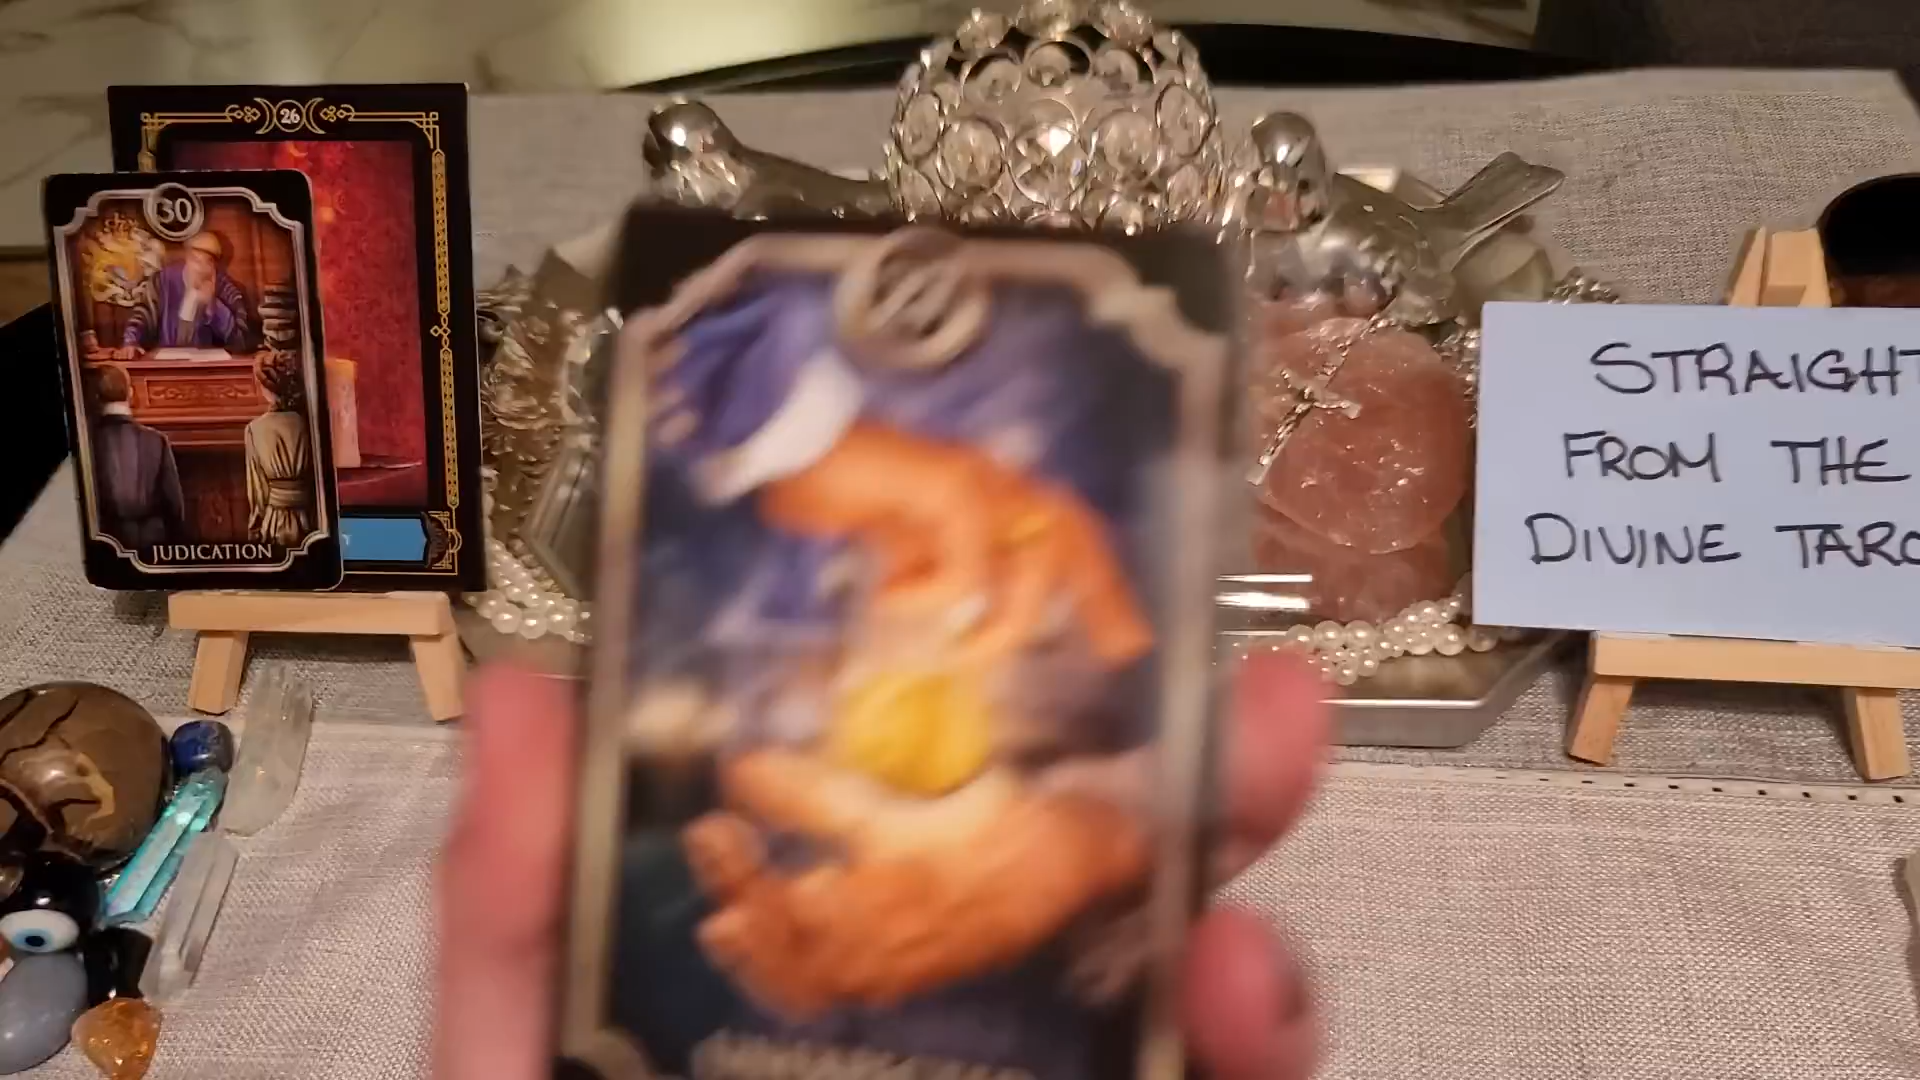 26
30
JUDICATION
STRAIGHT
FROM THE
DIVINE TARO